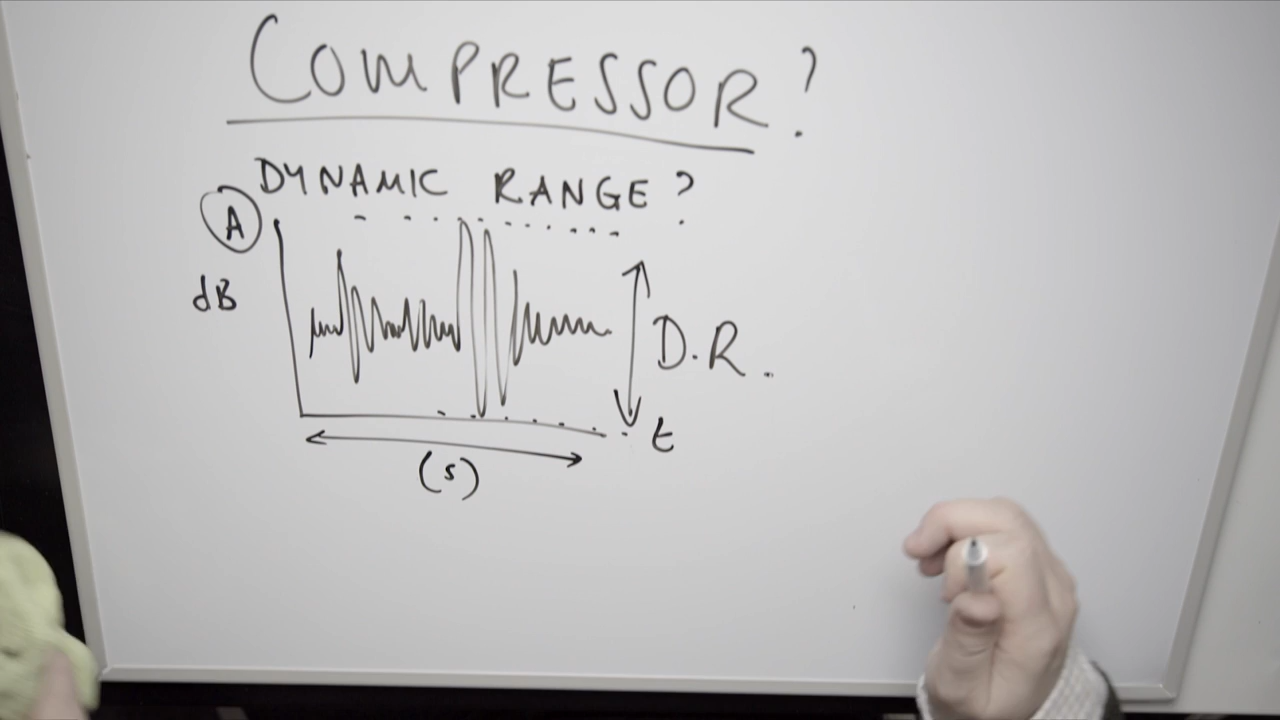 COMPRESSOR?
DYNAMIC RANGE?
A
dB
D.R.
t
(s)